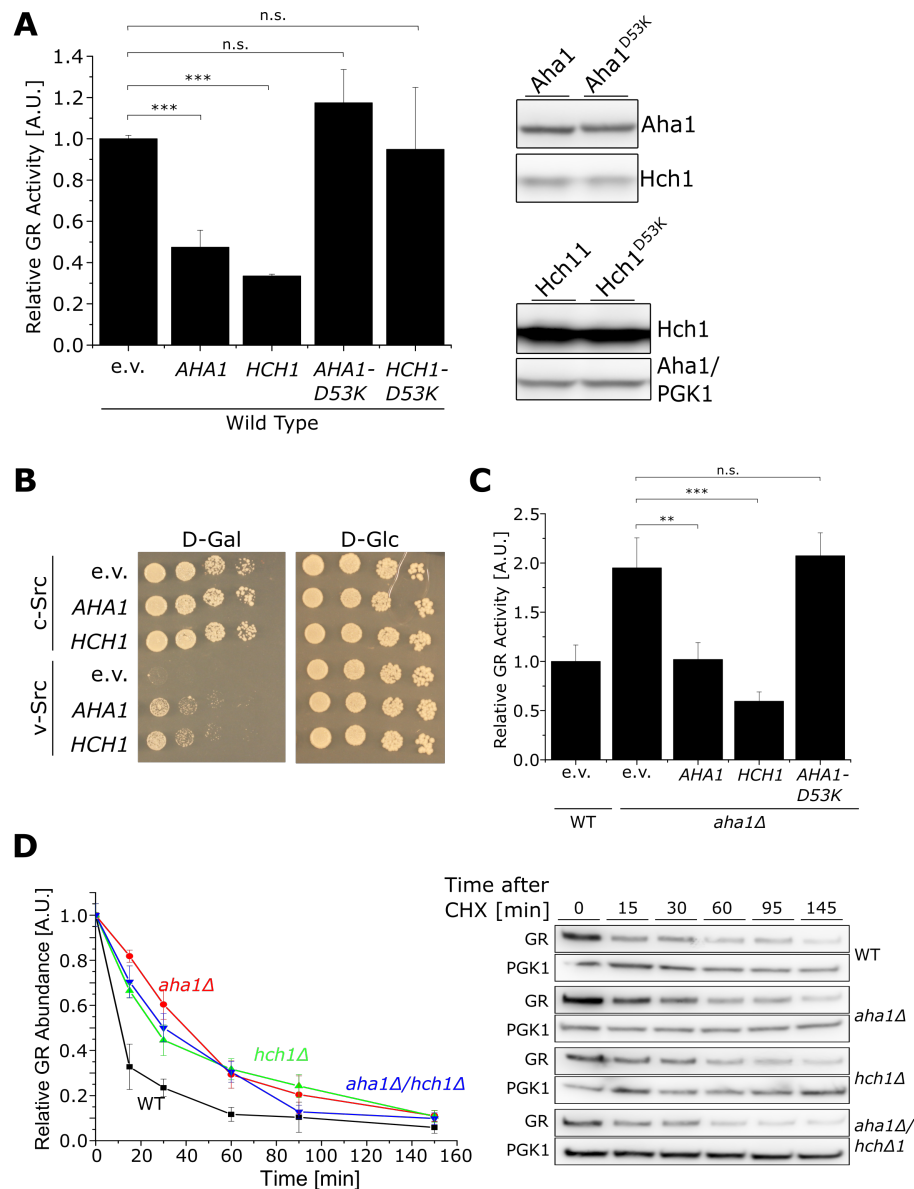 A
n.s.
n.s.
***
***
Relative GR Activity [A.U.]
1.4
1.2
1.0
0.8
0.6
0.4
0.2
0.0
e.v. AHA1 HCH1 AHA1-D53K HCH1-D53K
Wild Type
Aha1 Aha1D53K
Aha1
Hch1
Hch11 Hch1D53K
Hch1
Aha1/
PGK1
B
D-Gal D-Glc
c-Src
e.v.
AHA1
HCH1
v-Src
e.v.
AHA1
HCH1
C
n.s.
***
**
Relative GR Activity [A.U.]
2.5
2.0
1.5
1.0
0.5
0.0
e.v. e.v. AHA1 HCH1 AHA1-D53K
WT aha1Δ
D
Relative GR Abundance [A.U.]
1.0
0.8
0.6
0.4
0.2
0.0
aha1Δ
hch1Δ
aha1Δ/hch1Δ
WT
0 20 40 60 80 100 120 140 160
Time [min]
Time after
CHX [min] 0 15 30 60 95 145
GR
PGK1
WT
GR
PGK1
aha1Δ
GR
PGK1
hch1Δ
GR
PGK1
aha1Δ/
hchΔ1